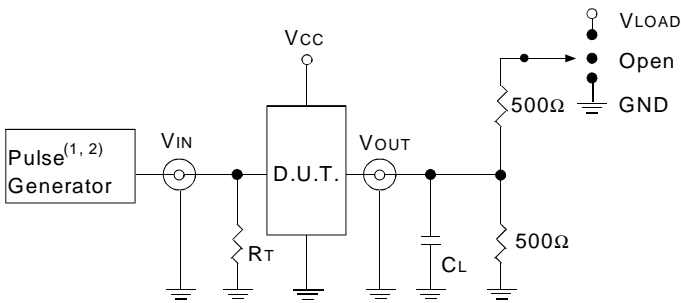 VLOAD
VCC
Open
500Ω
GND
VIN
VOUT
Pulse(1, 2)
Generator
D.U.T.
RT
500Ω
CL